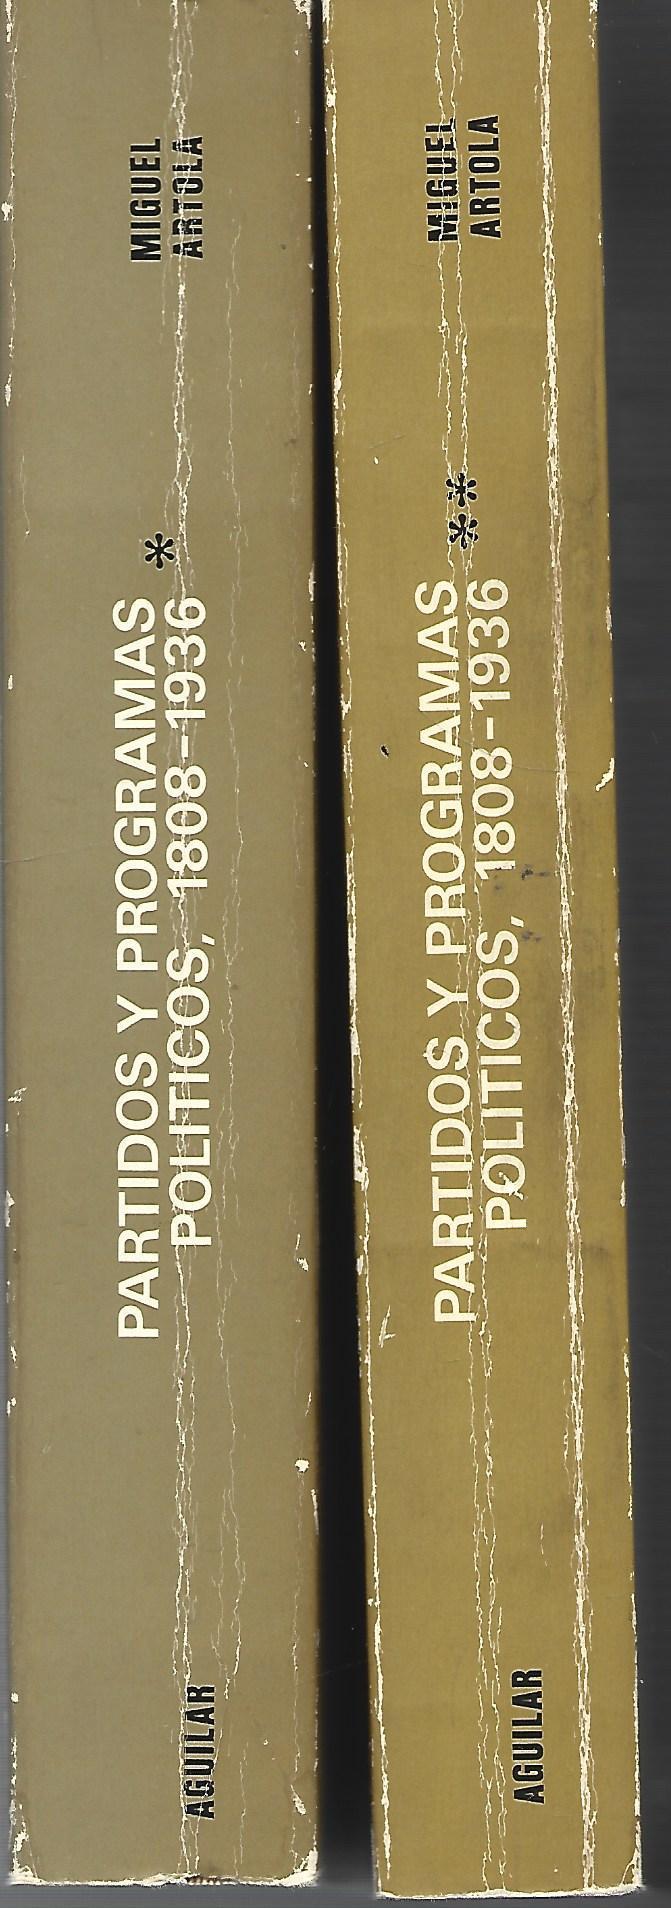 MIGUEL
ARTOLA
*
PARTIDOS Y PROGRAMAS
POLITICOS, 1808-1936
AGUILAR
MIGUEL
ARTOLA
**
PARTIDOS Y PROGRAMAS
POLITICOS, 1808-1936
AGUILAR